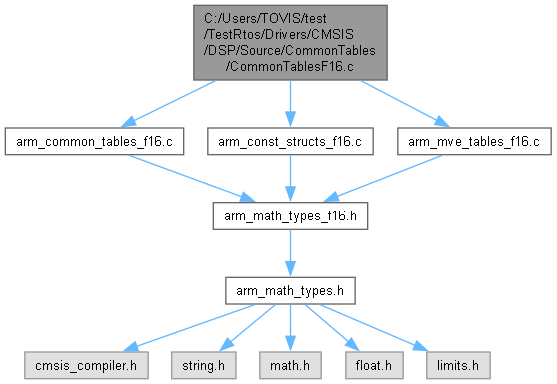 C:/Users/TOVIS/test
/TestRtos/Drivers/CMSIS
/DSP/Source/CommonTables
/CommonTablesF16.c
arm_common_tables_f16.c
arm_const_structs_f16.c
arm_mve_tables_f16.c
arm_math_types_f16.h
arm_math_types.h
cmsis_compiler.h
string.h
math.h
float.h
limits.h